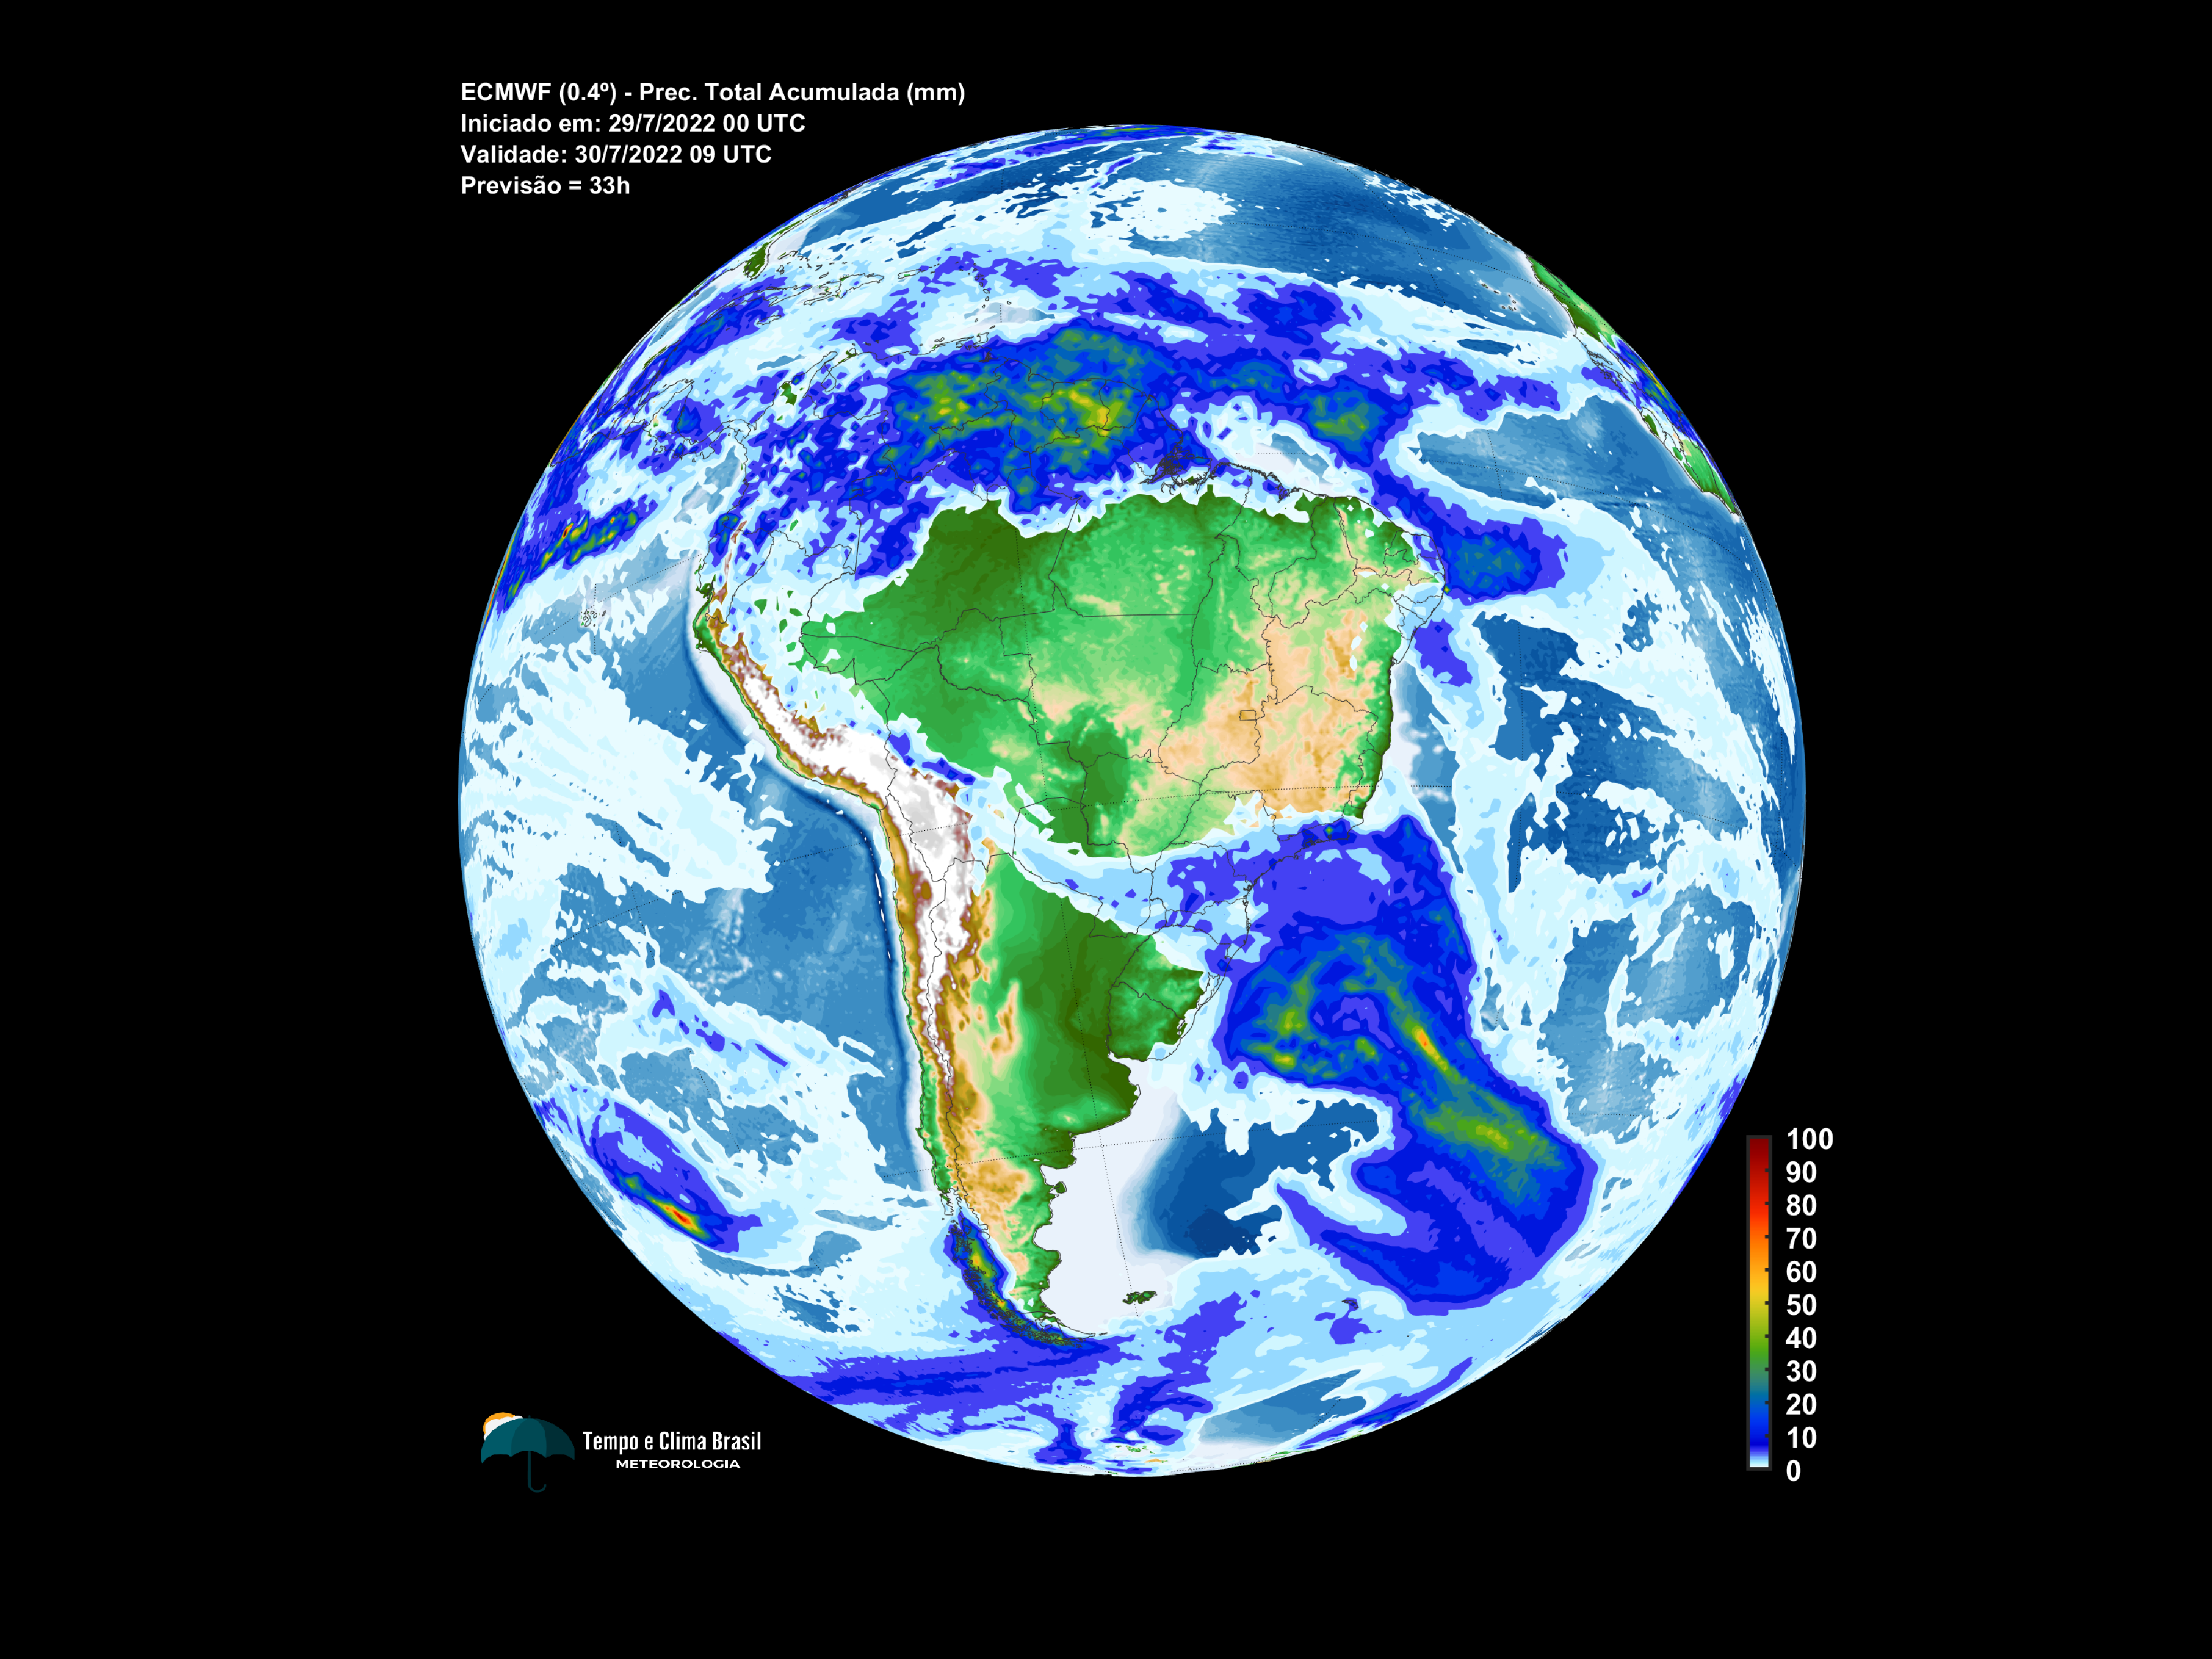 ECMWF (0.4º) - Prec. Total Acumulada (mm)
Iniciado em: 29/7/2022 00 UTC
Validade: 30/7/2022 09 UTC
Previsão = 33h
100
90
80
70
60
50
40
30
20
10
0
Tempo e Clima Brasil
METEOROLOGIA